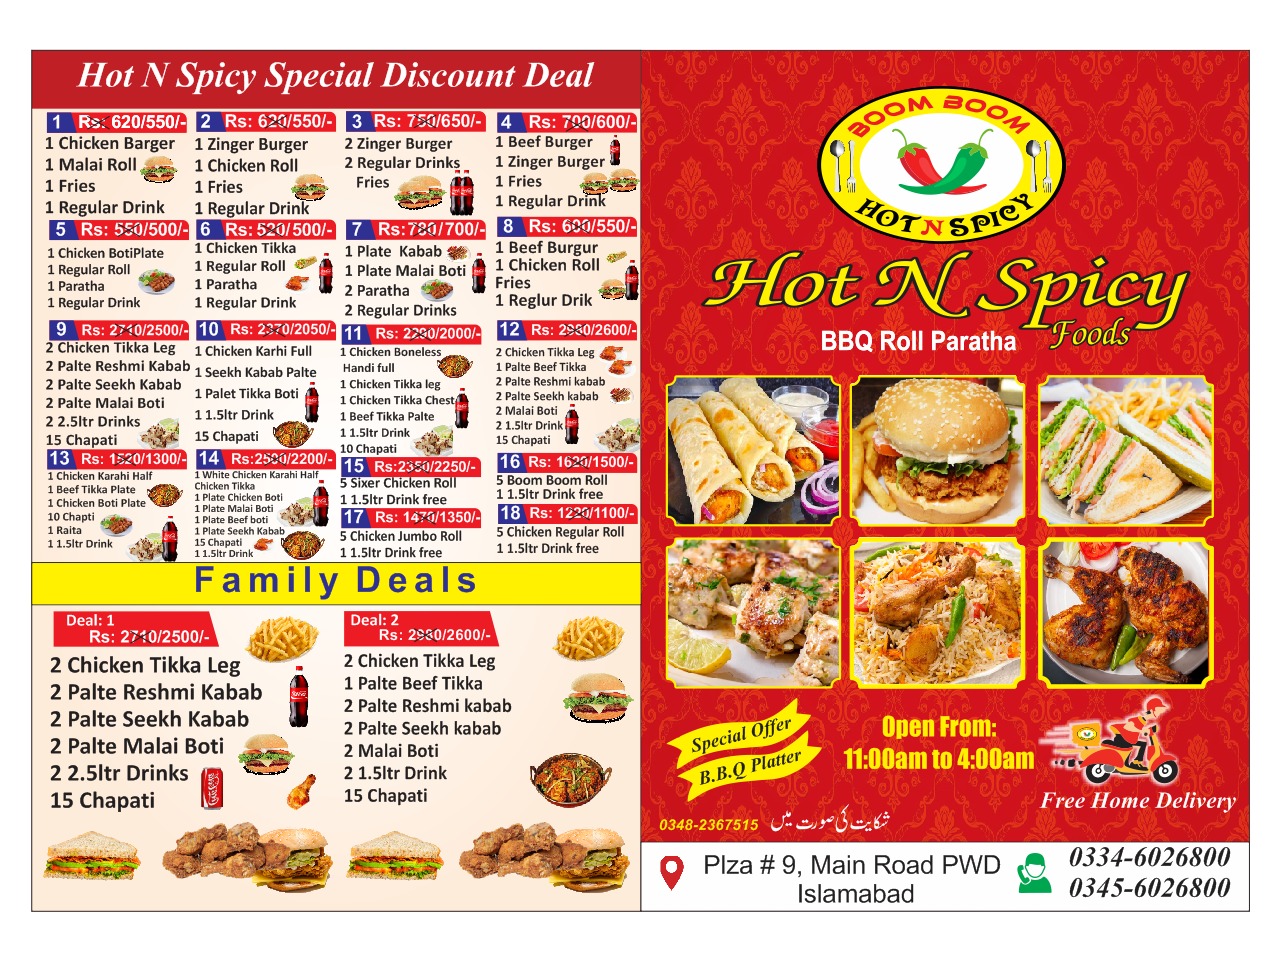 Hot N Spicy Special Discount Deal
1 Rs: 620/550/-
1 Chicken Barger
1 Malai Roll
1 Fries
1 Regular Drink
2 Rs: 620/550/-
1 Zinger Burger
1 Chicken Roll
1 Fries
1 Regular Drink
3 Rs: 750/650/-
2 Zinger Burger
2 Regular Drinks
Fries
4 Rs: 700/600/-
1 Beef Burger
1 Zinger Burger
1 Fries
1 Regular Drink
5 Rs: 550/500/-
1 Chicken BotiPlate
1 Regular Roll
1 Paratha
1 Regular Drink
6 Rs: 520/500/-
1 Chicken Tikka
1 Regular Roll
1 Paratha
1 Regular Drink
7 Rs:780/700/-
1 Plate Kabab
1 Plate Malai Boti
2 Paratha
2 Regular Drinks
8 Rs: /550/-
1 Beef Burgur
1 Chicken Roll
Fries
1 Reglur Drik
9 Rs: /2500/-
2 Chicken Tikka Leg
2 Palte Reshmi Kabab
2 Palte Seekh Kabab
2 Palte Malai Boti
2 2.5ltr Drinks
15 Chapati
10 Rs: /2050/-
1 Chicken Karhi Full
1 Seekh Kabab Palte
1 Palet Tikka Boti
1 1.5ltr Drink
15 Chapati
11 Rs: /2000/-
1 Chicken Boneless
Handi full
1 Chicken Tikka leg
1 Chicken Tikka Chest
1 Beef Tikka Palte
1 1.5ltr Drink
10 Chapati
12 Rs: 2980/2600/-
2 Chicken Tikka Leg
1 Palte Beef Tikka
2 Palte Reshmi kabab
2 Palte Seekh kabab
2 Malai Boti
2 1.5ltr Drink
15 Chapati
13 Rs: /1300/-
1 Chicken Karahi Half
1 Beef Tikka Plate
1 Chicken Boti Plate
10 Chapti
1 Raita
1 1.5ltr Drink
14 Rs: /2200/-
1 White Chicken Karahi Half
Chicken Tikka
1 Plate Chicken Boti
1 Plate Malai Boti
1 Plate Beef boti
1 Plate Seekh Kabab
15 Chapati
1 1.5ltr Drink
15 Rs: /2250/-
5 Sixer Chicken Roll
1 1.5ltr Drink free
16 Rs: /1500/-
5 Boom Boom Roll
1 1.5ltr Drink free
17 Rs: /1350/-
5 Chicken Jumbo Roll
1 1.5ltr Drink free
18 Rs: /1100/-
5 Chicken Regular Roll
1 1.5ltr Drink free
Family Deals
Deal: 1
Rs: /2500/-
2 Chicken Tikka Leg
2 Palte Reshmi Kabab
2 Palte Seekh Kabab
2 Palte Malai Boti
2 2.5ltr Drinks
15 Chapati
Deal: 2
Rs: 2980/2600/-
2 Chicken Tikka Leg
1 Palte Beef Tikka
2 Palte Reshmi kabab
2 Palte Seekh kabab
2 Malai Boti
2 1.5ltr Drink
15 Chapati
BOOM BOOM
HOT N SPICY
Hot N Spicy
Foods
BBQ Roll Paratha
Special Offer
B.B.Q Platter
Open From:
11:00am to 4:00am
Free Home Delivery
0348-2367515 شکایت کی صورت میں
Plza # 9, Main Road PWD
Islamabad
0334-6026800
0345-6026800